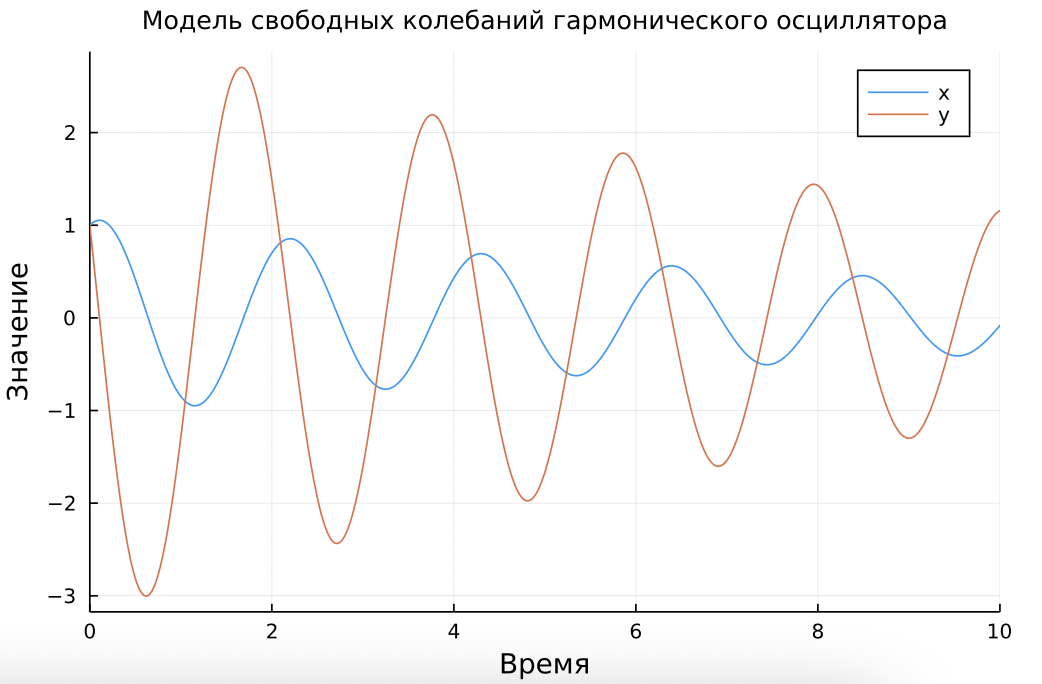 Модель свободных колебаний гармонического осциллятора
x
y
2
1
0
−1
−2
−3
Значение
0 2 4 6 8 10
Время